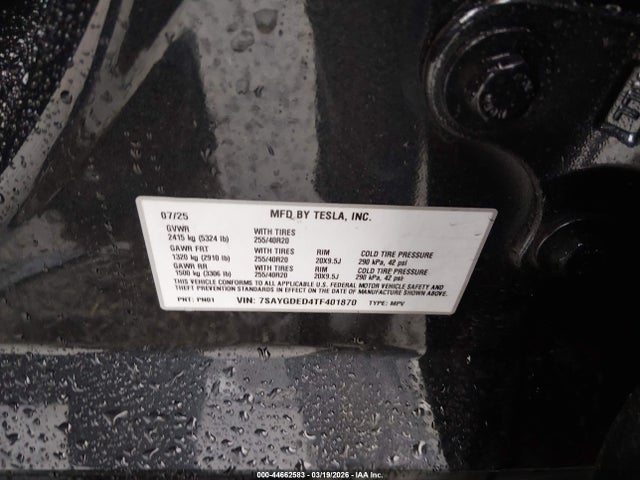 07/25 MFD BY TESLA, INC.
GVWR WITH TIRES
2415 kg (5324 lb) 255/40R20
GAWR FRT WITH TIRES RIM COLD TIRE PRESSURE
1320 kg (2910 lb) 255/40R20 20X9.5J 290 kPa, 42 psi
GAWR RR WITH TIRES RIM COLD TIRE PRESSURE
1500 kg (3306 lb) 255/40R20 20X9.5J 290 kPa, 42 psi
THIS VEHICLE CONFORMS TO ALL APPLICABLE U.S. FEDERAL MOTOR VEHICLE SAFETY AND
THEFT PREVENTION STANDARDS IN EFFECT ON THE DATE OF MANUFACTURE SHOWN ABOVE.
PNT: PN01 VIN: 7SAYGDED4TF401870 TYPE: MPV
000-44662583 - 03/19/2026 - IAA Inc.